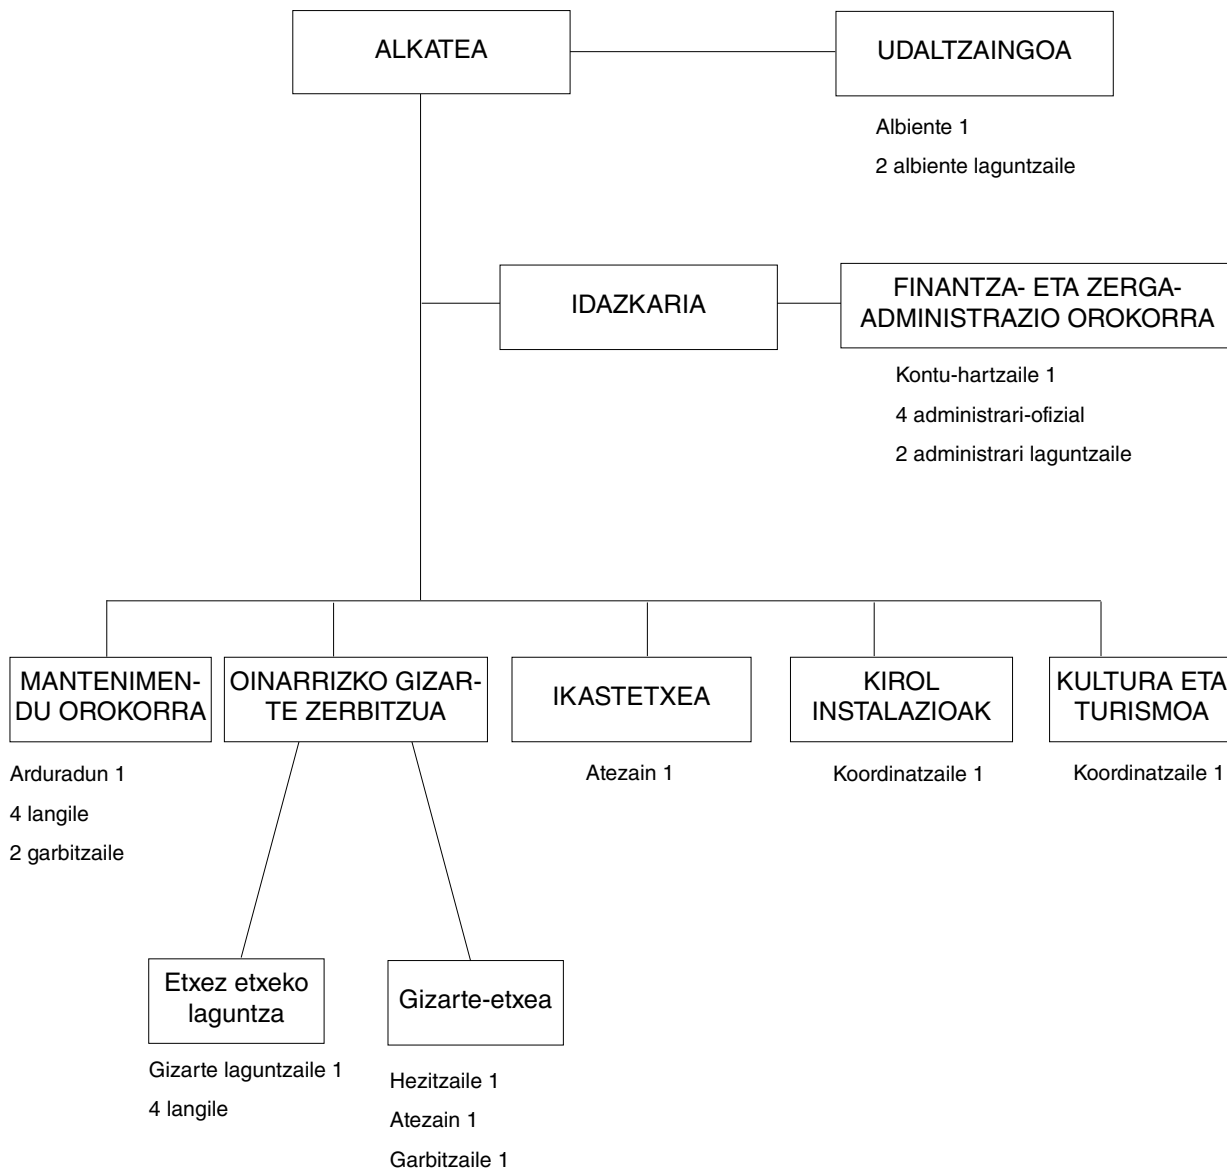 ALKATEA
UDALTZAINGOA
Albiente 1
2 albiente laguntzaile
IDAZKARIA
FINANTZA- ETA ZERGA-
ADMINISTRAZIO OROKORRA
Kontu-hartzaile 1
4 administrari-ofizial
2 administrari laguntzaile
MANTENIMEN-
DU OROKORRA
Arduradun 1
4 langile
2 garbitzaile
OINARRIZKO GIZAR-
TE ZERBITZUA
IKASTETXEA
Atezain 1
KIROL
INSTALAZIOAK
Koordinatzaile 1
KULTURA ETA
TURISMOA
Koordinatzaile 1
Etxez etxeko
laguntza
Gizarte laguntzaile 1
4 langile
Gizarte-etxea
Hezitzaile 1
Atezain 1
Garbitzaile 1